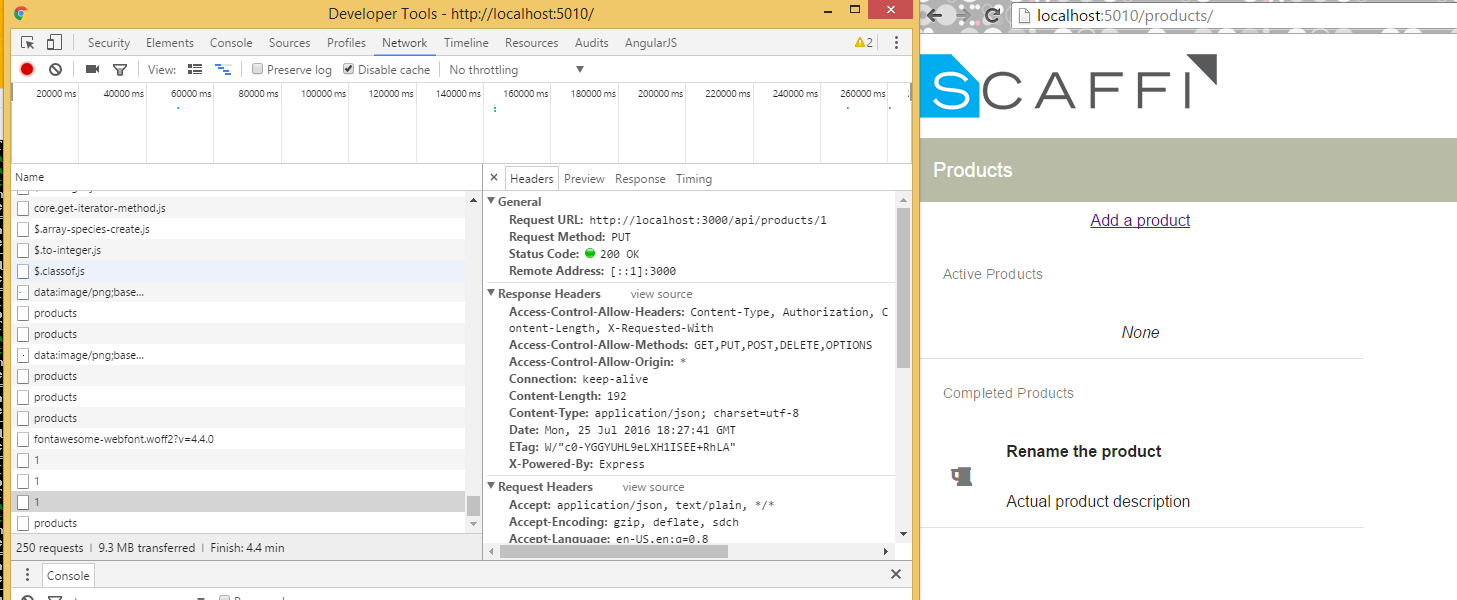 Developer Tools - http://localhost:5010/
Security Elements Console Sources Profiles Network Timeline Resources Audits AngularJS 2
View: Preserve log Disable cache No throttling
20000 ms 40000 ms 60000 ms 80000 ms 100000 ms 120000 ms 140000 ms 160000 ms 180000 ms 200000 ms 220000 ms 240000 ms 260000 ms
Name
core.get-iterator-method.js
$.array-species-create.js
$.to-integer.js
$.classof.js
data:image/png;base...
products
products
data:image/png;base...
products
products
products
fontawesome-webfont.woff2?v=4.4.0
1
1
1
products
250 requests | 9.3 MB transferred | Finish: 4.4 min
Console
Headers Preview Response Timing
General
Request URL: http://localhost:3000/api/products/1
Request Method: PUT
Status Code: 200 OK
Remote Address: [::1]:3000
Response Headers view source
Access-Control-Allow-Headers: Content-Type, Authorization, C
ontent-Length, X-Requested-With
Access-Control-Allow-Methods: GET,PUT,POST,DELETE,OPTIONS
Access-Control-Allow-Origin: *
Connection: keep-alive
Content-Length: 192
Content-Type: application/json; charset=utf-8
Date: Mon, 25 Jul 2016 18:27:41 GMT
ETag: W/"c0-YGGYUHL9eLXH1ISEE+RhLA"
X-Powered-By: Express
Request Headers view source
Accept: application/json, text/plain, */*
Accept-Encoding: gzip, deflate, sdch
Accept-Language: en-US,en;q=0.8
localhost:5010/products/
SCAFFI
Products
Add a product
Active Products
None
Completed Products
Rename the product
Actual product description